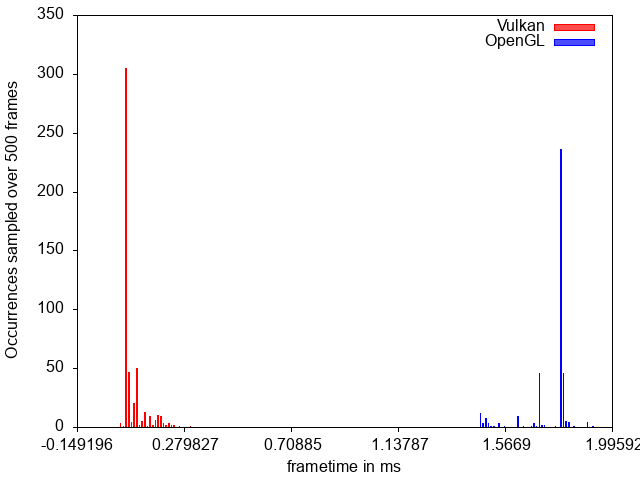 350
300
250
200
150
100
50
0
Occurrences sampled over 500 frames
Vulkan
OpenGL
-0.149196 0.279827 0.70885 1.13787 1.5669 1.99592
frametime in ms